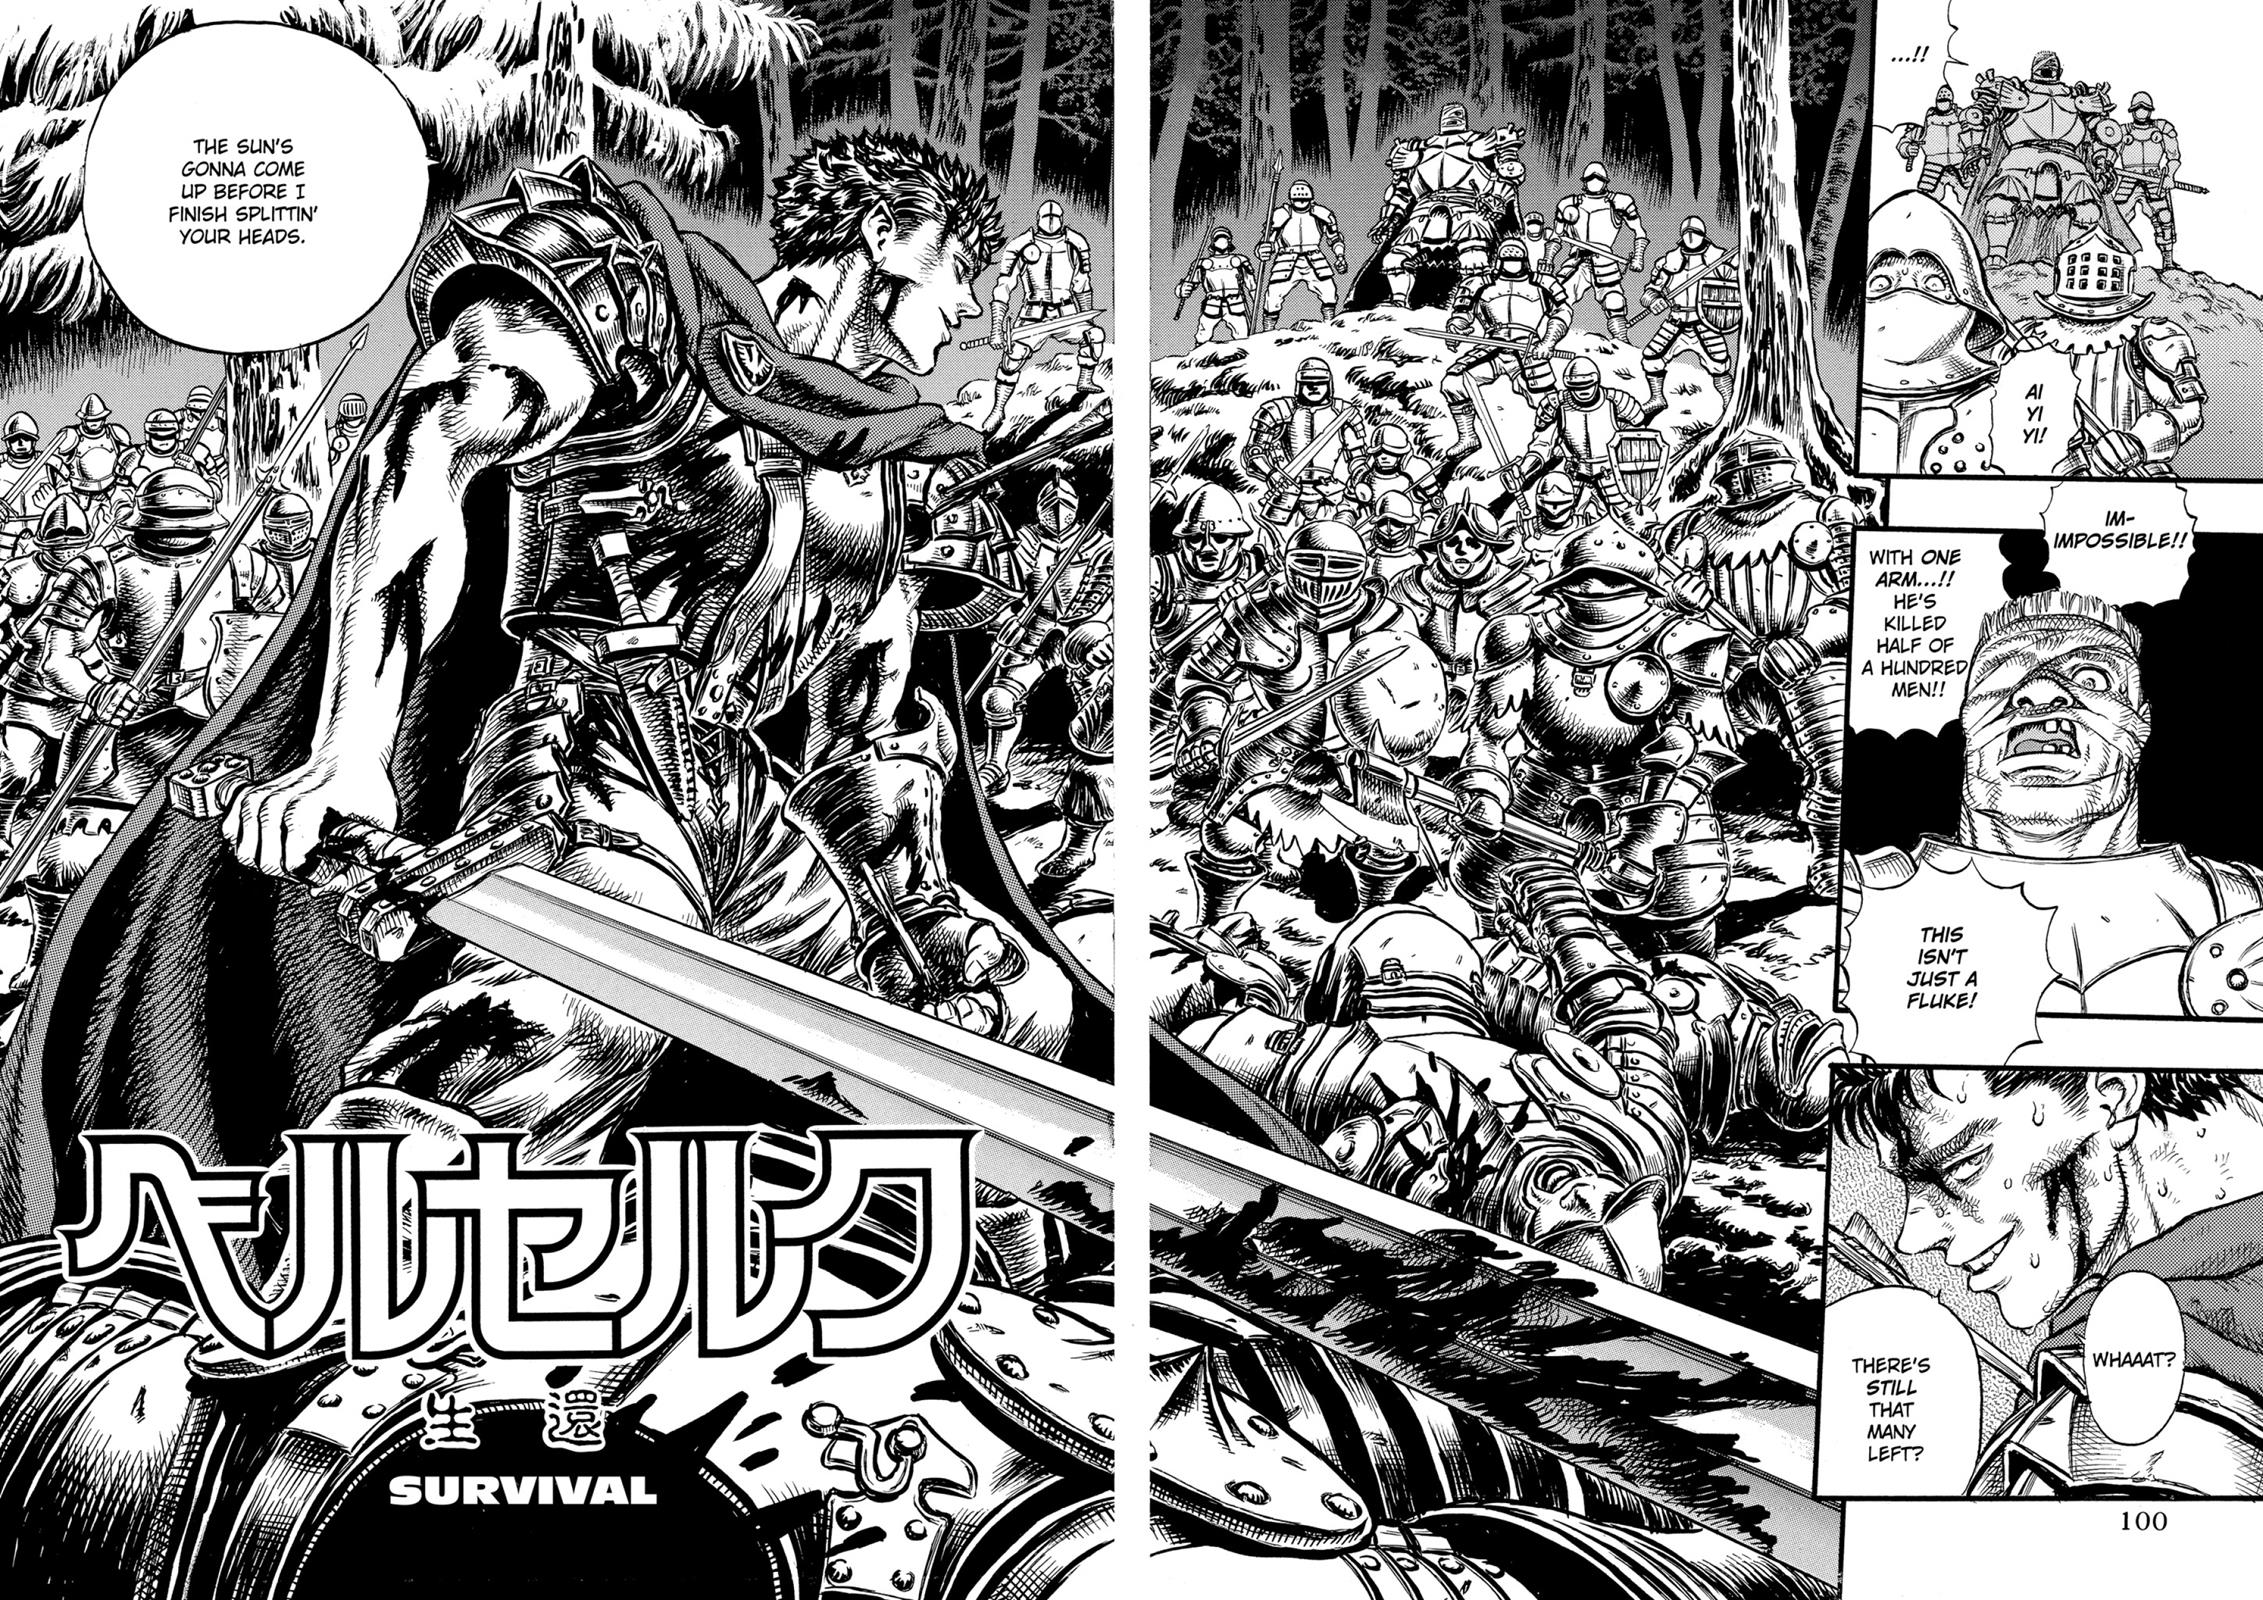 ...!!
AI
YI
YI!
IM-
IMPOSSIBLE!!
WITH ONE
ARM...!!
HE'S
KILLED
HALF OF
A HUNDRED
MEN!!
THIS
ISN'T
JUST A
FLUKE!
WHAAAT?
THERE'S
STILL
THAT
MANY
LEFT?
100
THE SUN'S
GONNA COME
UP BEFORE I
FINISH SPLITTIN'
YOUR HEADS.
ベルセルク
生還
SURVIVAL